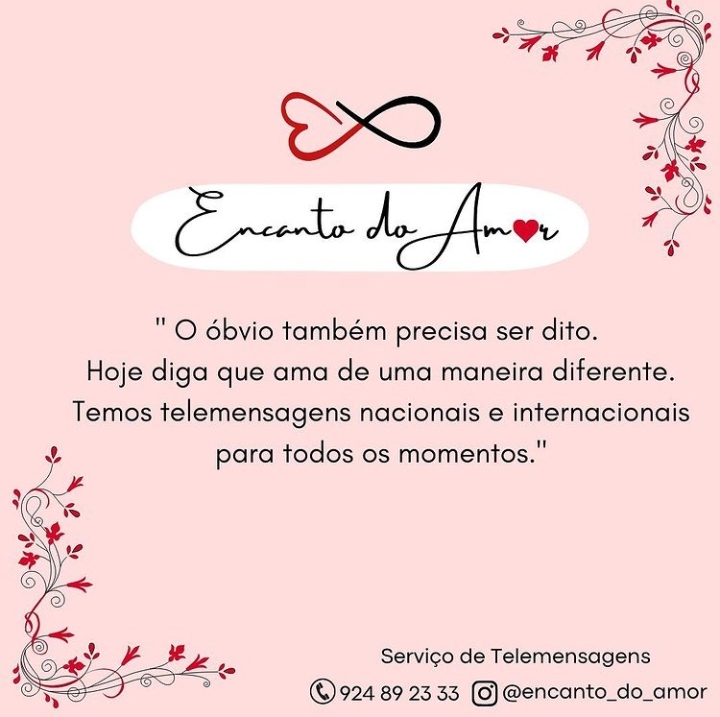 Encanto do Amor
" O óbvio também precisa ser dito.
Hoje diga que ama de uma maneira diferente.
Temos telemensagens nacionais e internacionais
para todos os momentos."
Serviço de Telemensagens
924 89 23 33 @encanto_do_amor